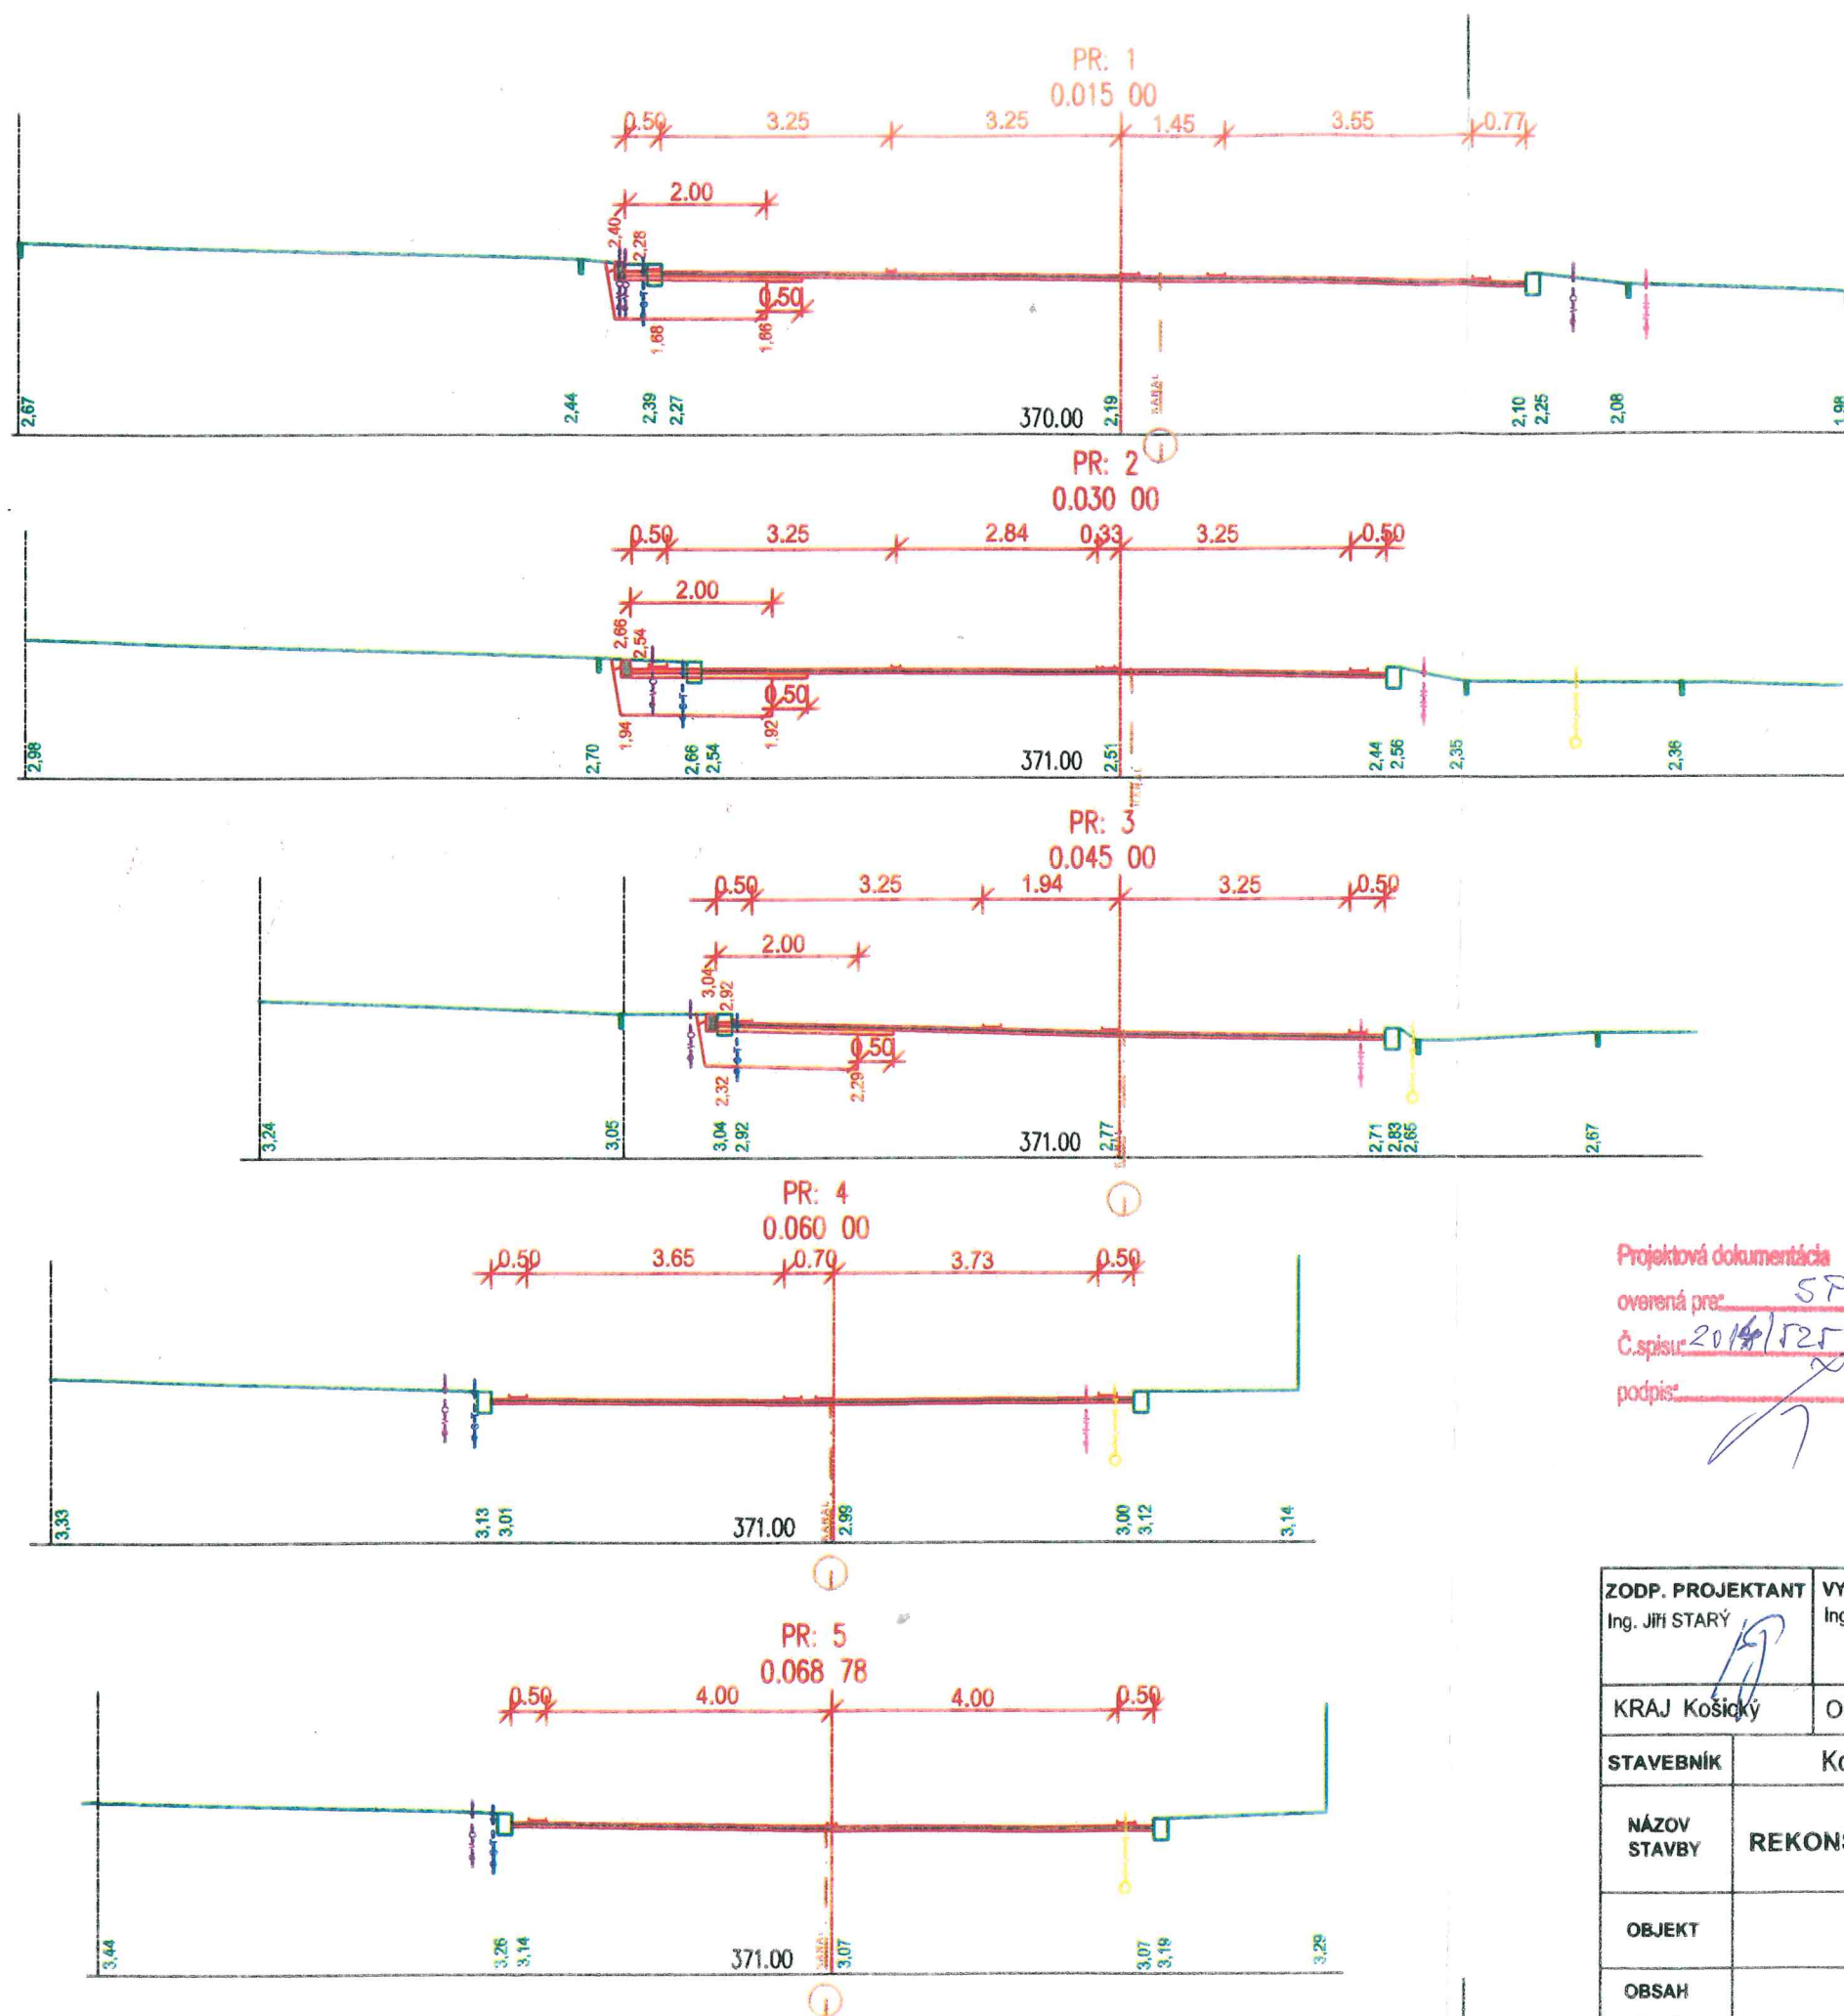 PR: 1
0.015 00
0.50 3.25 3.25 1.45 3.55 0.77
2.00
2,40 2,28
0.50
1,68 1,66
2,67 2,44 2,39 2,27 370.00 2,19 KANAL 2,10 2,25 2,08 1,98
PR: 2
0.030 00
0.50 3.25 2.84 0.33 3.25 0.50
2.00
2,66 2,54
0.50
1,94 1,92
2,98 2,70 2,66 2,54 371.00 2,51 2,44 2,56 2,35 2,36
KANAL
PR: 3
0.045 00
0.50 3.25 1.94 3.25 0.50
2.00
3,04 2,92
0.50
2,32 2,29
3,24 3,05 3,04 2,92 371.00 2,77 2,71 2,83 2,65 2,67
PR: 4
0.060 00
0.50 3.65 0.70 3.73 0.50
3,33 3,13 3,01 371.00 KANAL 2,99 3,00 3,12 3,14
PR: 5
0.068 78
0.50 4.00 4.00 0.50
3,44 3,26 3,14 371.00 KANAL 3,07 3,07 3,19 3,29
Projektová dokumentácia
overená pre:
Č.spisu:
podpis:
ZODP. PROJEKTANT VY
Ing. Jiří STARÝ Ing
KRAJ Košický O
STAVEBNÍK Ko
NÁZOV
STAVBY REKONS
OBJEKT
OBSAH